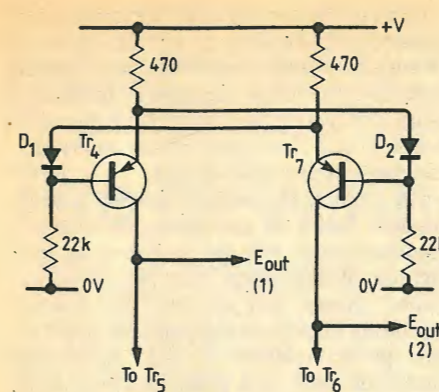 +V
470
470
D1
Tr4
Tr7
D2
22k
22k
0V
0V
Eout
(1)
Eout
(2)
To Tr5
To Tr6